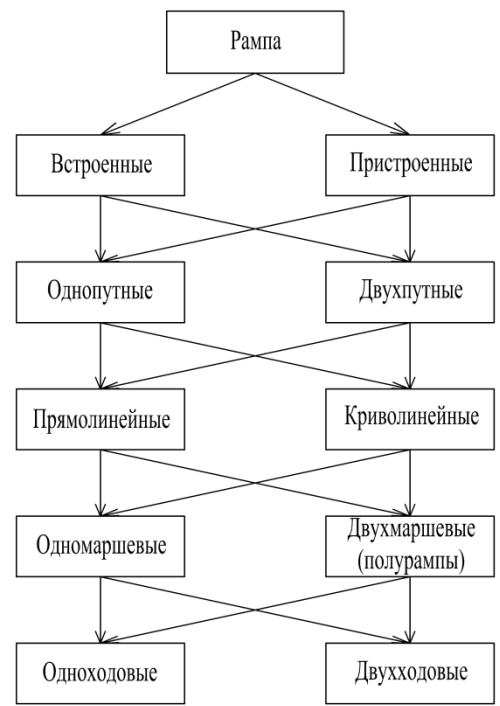 Рампа
Встроенные
Пристроенные
Однопутные
Двухпутные
Прямолинейные
Криволинейные
Одномаршевые
Двухмаршевые
(полурампы)
Одноходовые
Двухходовые